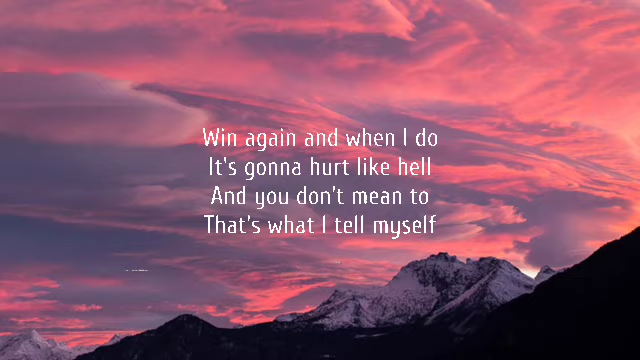 Win again and when I do
It's gonna hurt like hell
And you don't mean to
That's what I tell myself